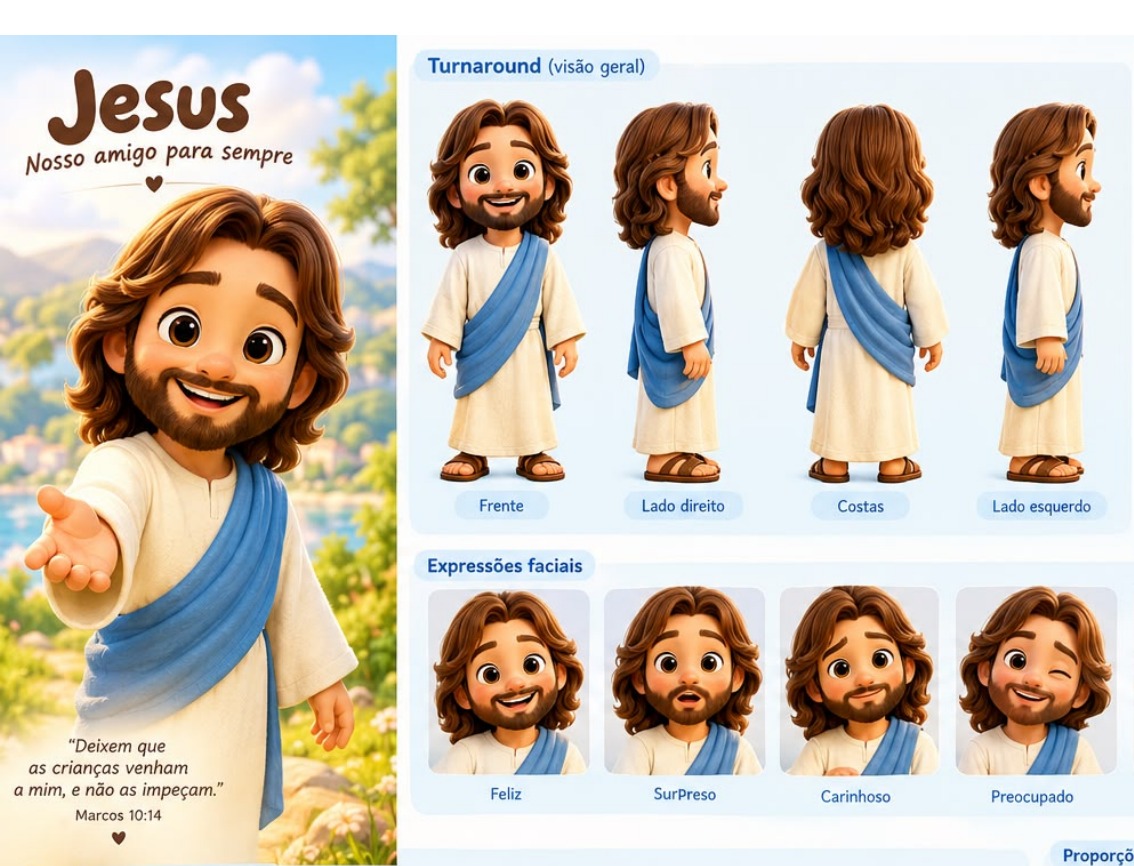 Jesus
Nosso amigo para sempre
"Deixem que
as crianças venham
a mim, e não as impeçam."
Marcos 10:14
Turnaround (visão geral)
Frente
Lado direito
Costas
Lado esquerdo
Expressões faciais
Feliz
SurPreso
Carinhoso
Preocupado
Proporçõ